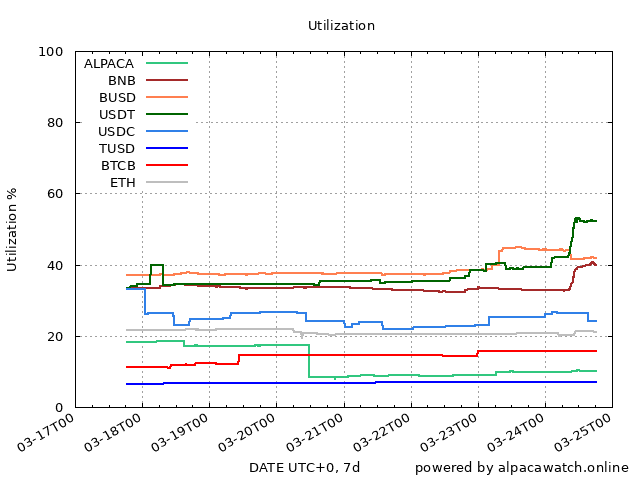 Utilization
100
80
60
40
20
0
Utilization %
ALPACA
BNB
BUSD
USDT
USDC
TUSD
BTCB
ETH
03-17T00
03-18T00
03-19T00
03-20T00
03-21T00
03-22T00
03-23T00
03-24T00
03-25T00
DATE UTC+0, 7d
powered by alpacawatch.online